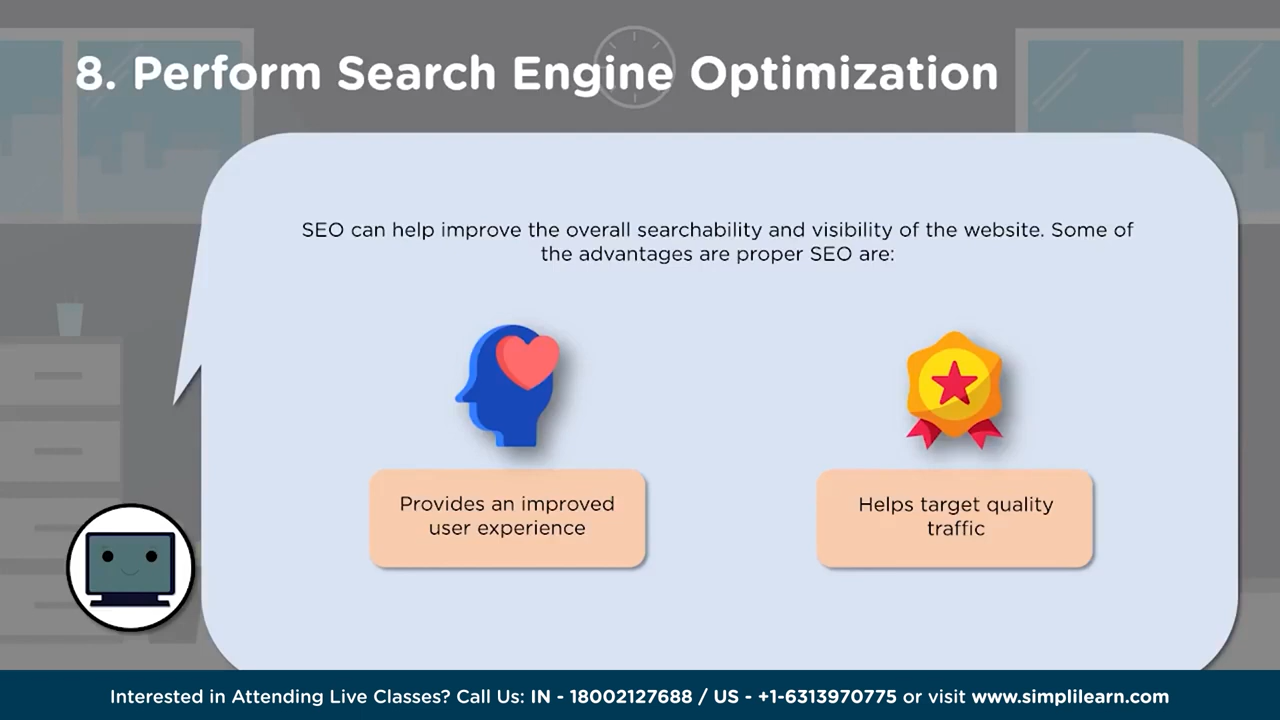 8. Perform Search Engine Optimization
SEO can help improve the overall searchability and visibility of the website. Some of
the advantages are proper SEO are:
Provides an improved
user experience
Helps target quality
traffic
Interested in Attending Live Classes? Call Us: IN - 18002127688 / US - +1-6313970775 or visit www.simplilearn.com